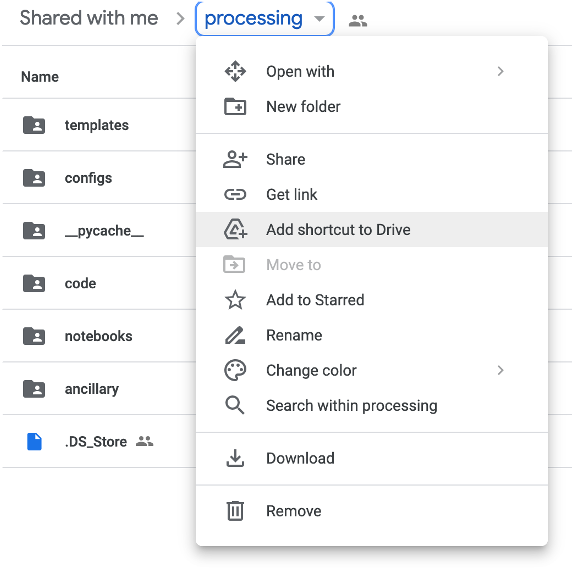 Shared with me > processing
Name
templates
configs
__pycache__
code
notebooks
ancillary
.DS_Store
Open with
New folder
Share
Get link
Add shortcut to Drive
Move to
Add to Starred
Rename
Change color
Search within processing
Download
Remove